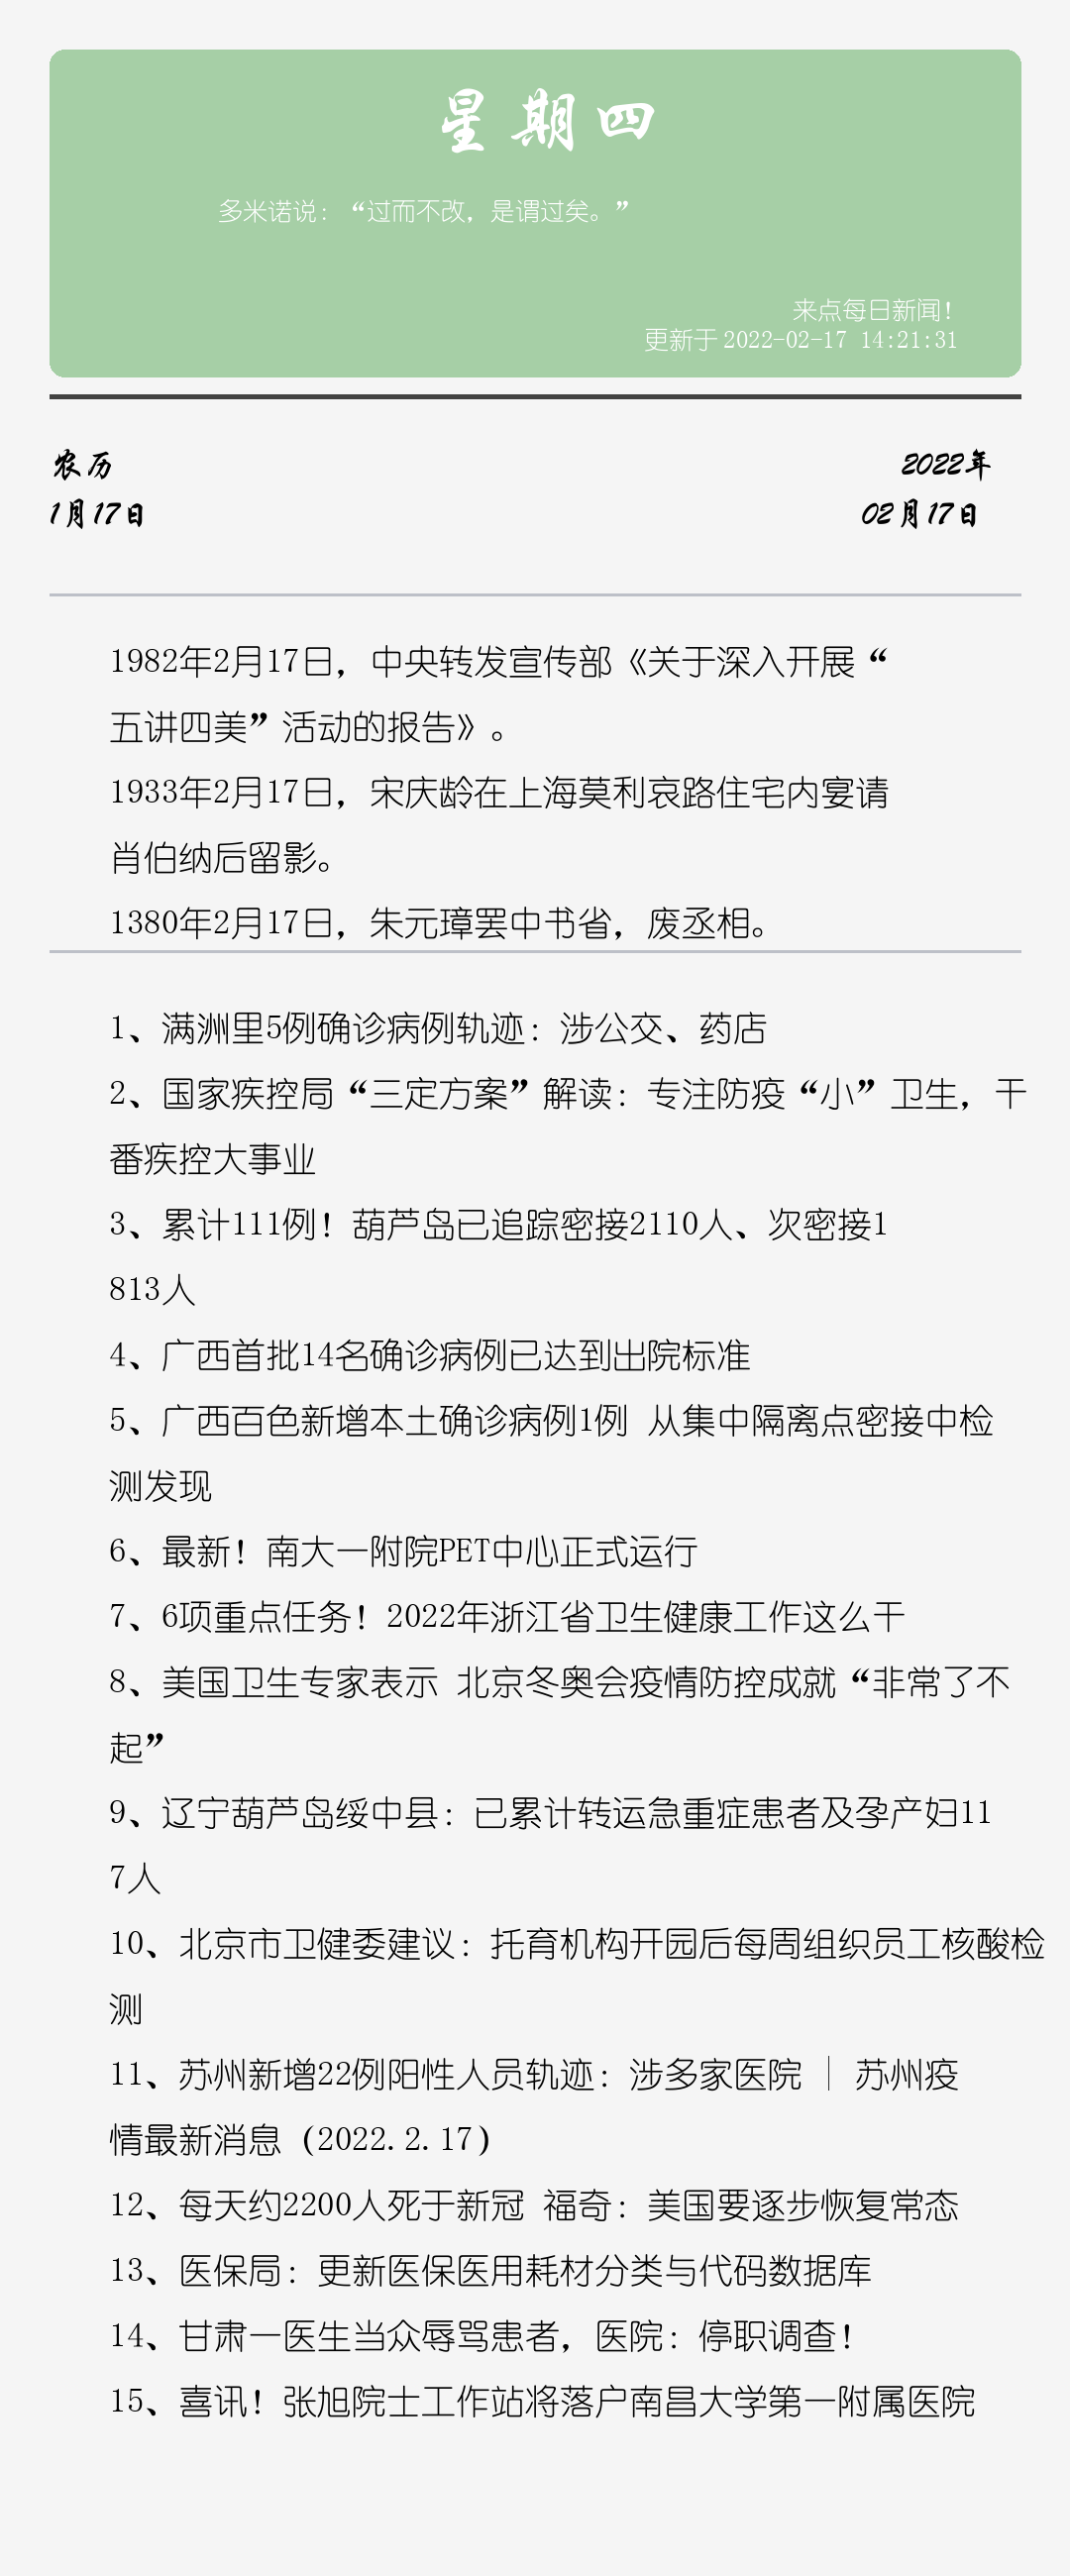 星期四
多米诺说：“过而不改，是谓过矣。”
来点每日新闻！
更新于 2022-02-17 14:21:31
农历
2022年
1月17日
02月17日
1982年2月17日，中央转发宣传部《关于深入开展“
五讲四美”活动的报告》。
1933年2月17日，宋庆龄在上海莫利哀路住宅内宴请
肖伯纳后留影。
1380年2月17日，朱元璋罢中书省，废丞相。
1、满洲里5例确诊病例轨迹：涉公交、药店
2、国家疾控局“三定方案”解读：专注防疫“小”卫生，干
番疾控大事业
3、累计111例！葫芦岛已追踪密接2110人、次密接1
813人
4、广西首批14名确诊病例已达到出院标准
5、广西百色新增本土确诊病例1例 从集中隔离点密接中检
测发现
6、最新！南大一附院PET中心正式运行
7、6项重点任务！2022年浙江省卫生健康工作这么干
8、美国卫生专家表示 北京冬奥会疫情防控成就“非常了不
起”
9、辽宁葫芦岛绥中县：已累计转运急重症患者及孕产妇11
7人
10、北京市卫健委建议：托育机构开园后每周组织员工核酸检
测
11、苏州新增22例阳性人员轨迹：涉多家医院 | 苏州疫
情最新消息（2022.2.17）
12、每天约2200人死于新冠 福奇：美国要逐步恢复常态
13、医保局：更新医保医用耗材分类与代码数据库
14、甘肃一医生当众辱骂患者，医院：停职调查！
15、喜讯！张旭院士工作站将落户南昌大学第一附属医院